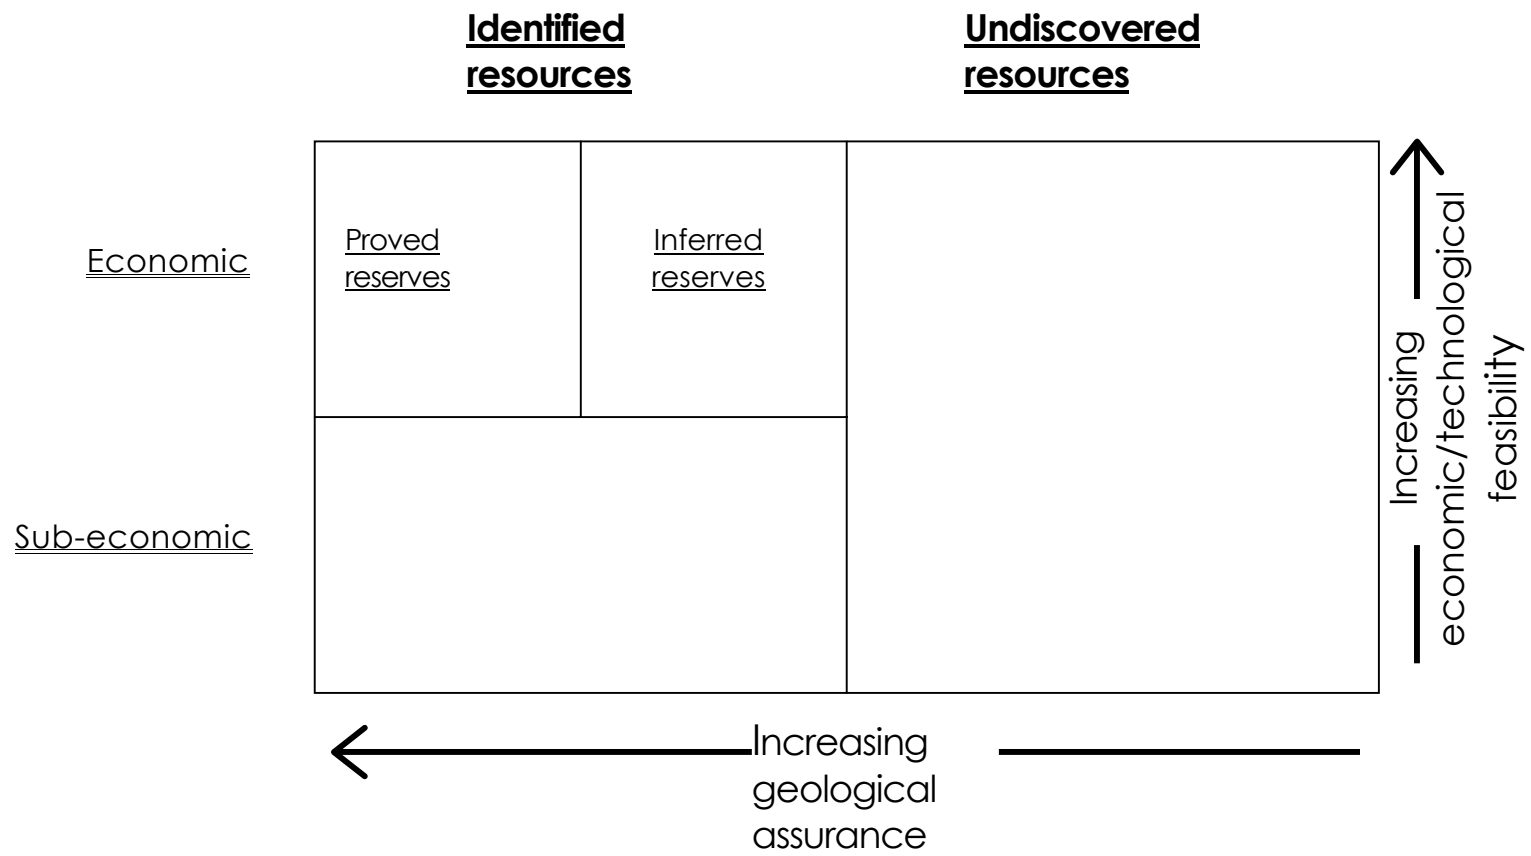 Identified
resources
Undiscovered
resources
Economic
Proved
reserves
Inferred
reserves
Sub-economic
Increasing
economic/technological
feasibility
Increasing
geological
assurance